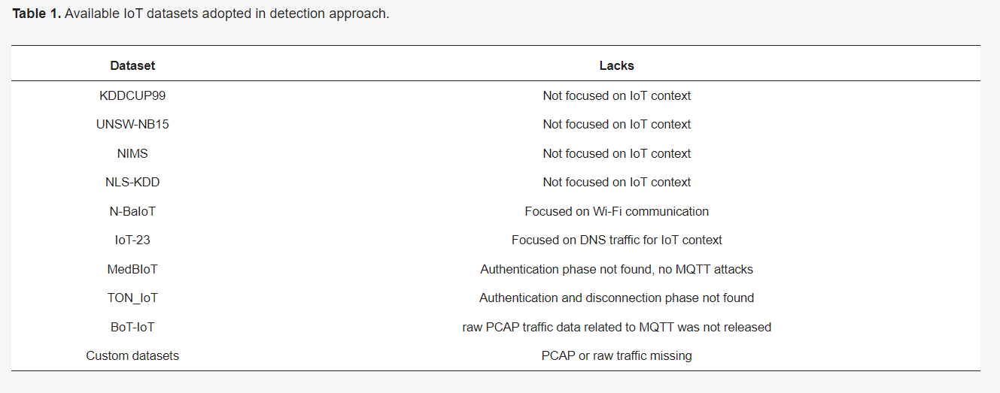 Table 1. Available IoT datasets adopted in detection approach.
Dataset Lacks
KDDCUP99 Not focused on IoT context
UNSW-NB15 Not focused on IoT context
NIMS Not focused on IoT context
NLS-KDD Not focused on IoT context
N-BaIoT Focused on Wi-Fi communication
IoT-23 Focused on DNS traffic for IoT context
MedBIoT Authentication phase not found, no MQTT attacks
TON_IoT Authentication and disconnection phase not found
BoT-IoT raw PCAP traffic data related to MQTT was not released
Custom datasets PCAP or raw traffic missing